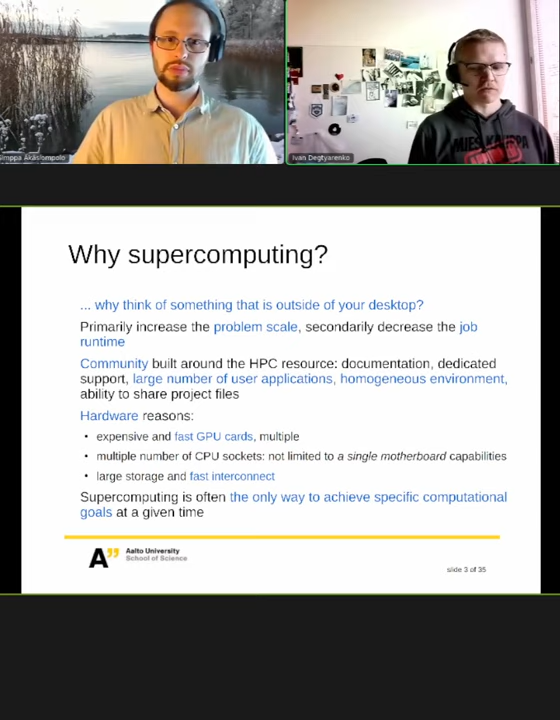 Simppa Äkäslompolo
Ivan Degtyarenko
Why supercomputing?
... why think of something that is outside of your desktop?
Primarily increase the problem scale, secondarily decrease the job
runtime
Community built around the HPC resource: documentation, dedicated
support, large number of user applications, homogeneous environment,
ability to share project files
Hardware reasons:
• expensive and fast GPU cards, multiple
• multiple number of CPU sockets: not limited to a single motherboard capabilities
• large storage and fast interconnect
Supercomputing is often the only way to achieve specific computational
goals at a given time
A”
Aalto University
School of Science
slide 3 of 35